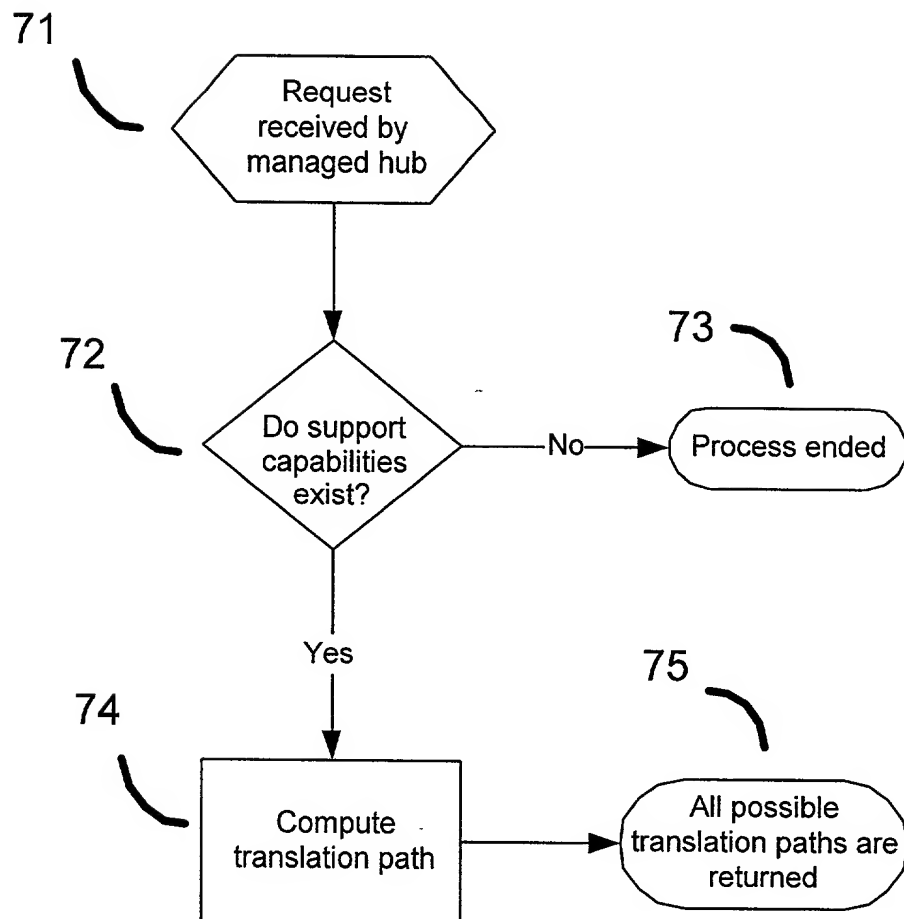 71
Request
received by
managed hub
72
Do support
capabilities
exist?
No
73
Process ended
Yes
74
Compute
translation path
75
All possible
translation paths are
returned